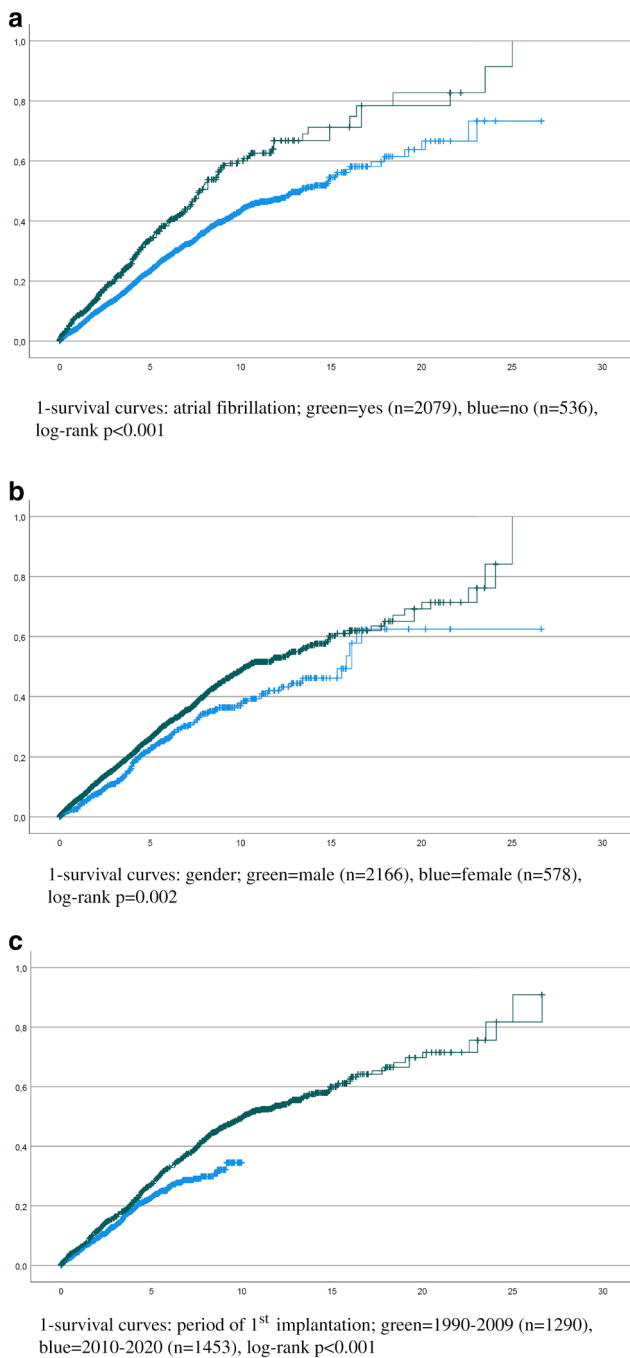 a
1,0
0,8
0,6
0,4
0,2
0,0
0 5 10 15 20 25 30
1-survival curves: atrial fibrillation; green=yes (n=2079), blue=no (n=536),
log-rank p<0.001
b
1,0
0,8
0,6
0,4
0,2
0,0
0 5 10 15 20 25 30
1-survival curves: gender; green=male (n=2166), blue=female (n=578),
log-rank p=0.002
c
1,0
0,8
0,6
0,4
0,2
0,0
0 5 10 15 20 25 30
1-survival curves: period of 1st implantation; green=1990-2009 (n=1290),
blue=2010-2020 (n=1453), log-rank p<0.001